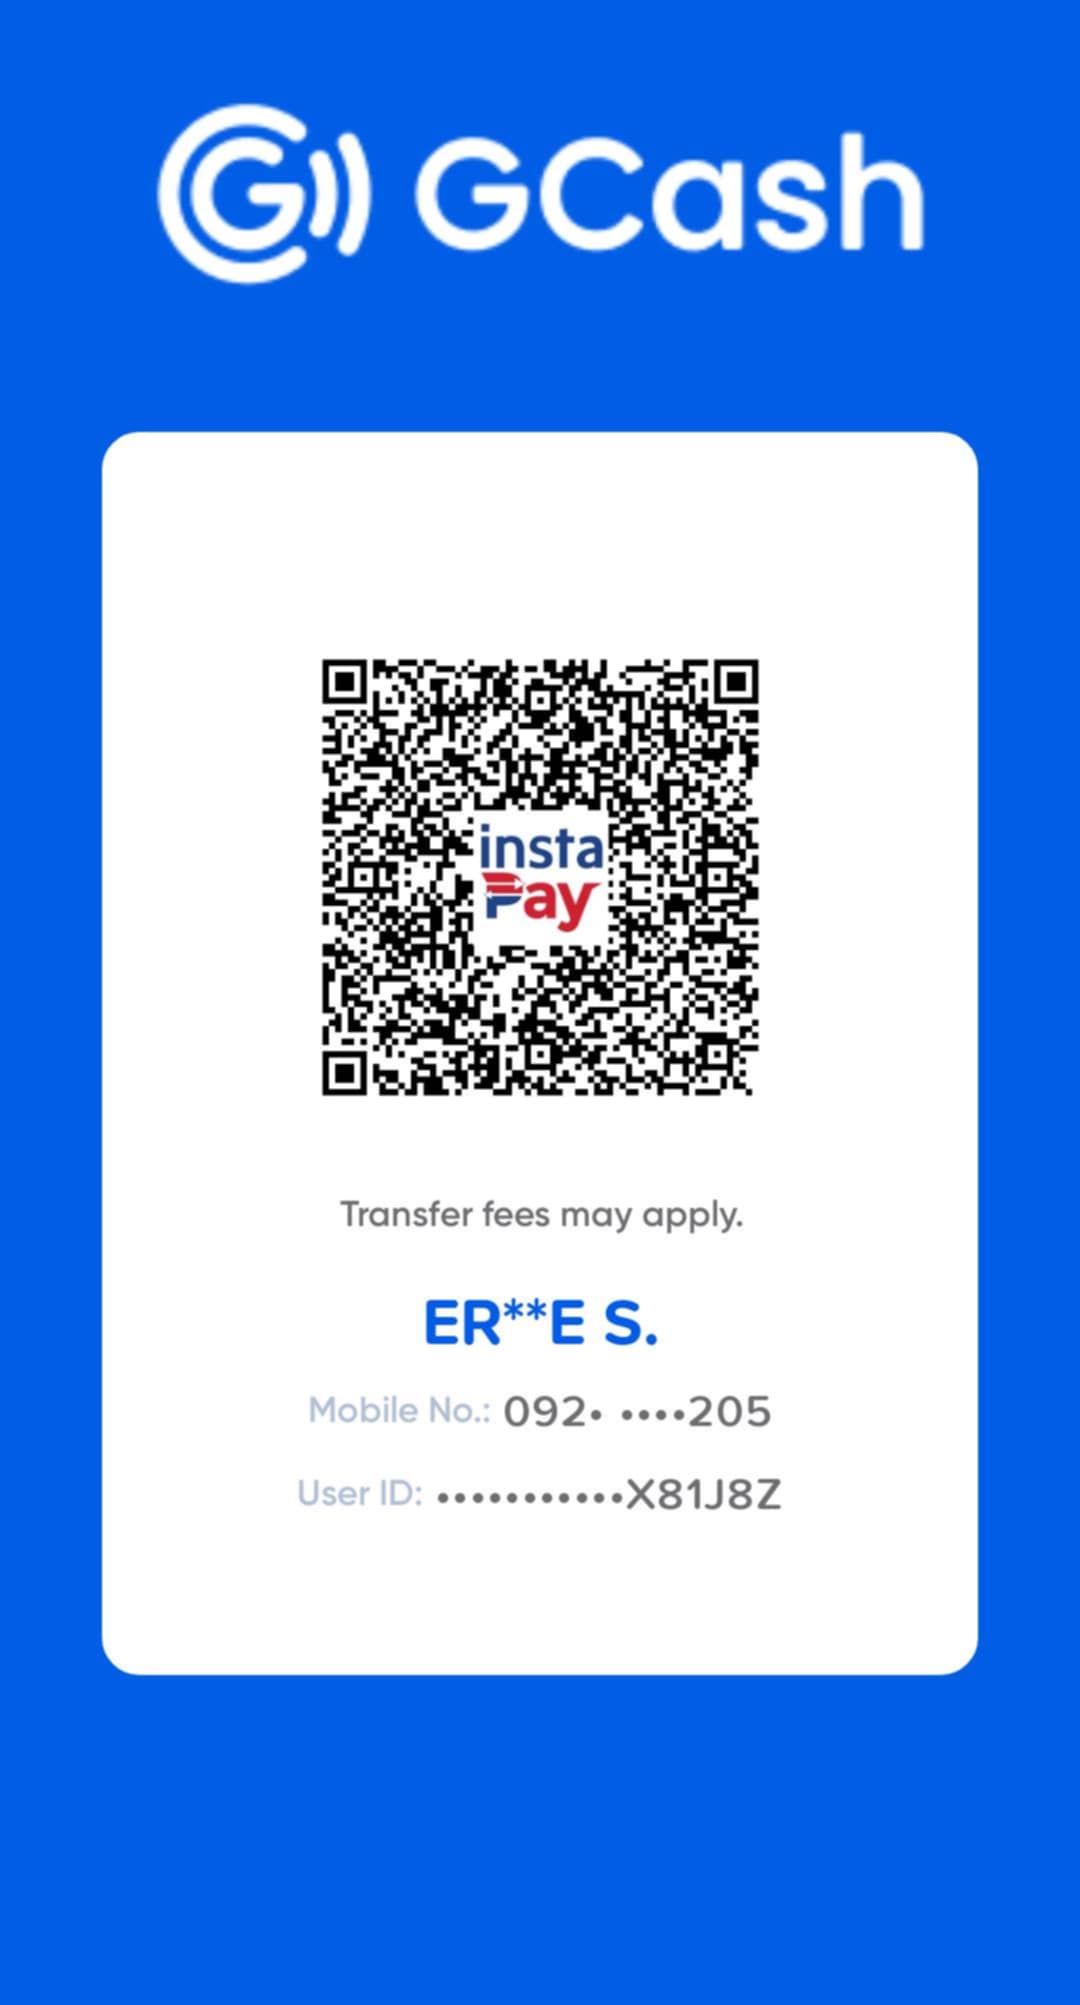 GCash
insta
Pay
Transfer fees may apply.
ER**E S.
Mobile No.: 092• ••••205
User ID: •••••••••••X81J8Z